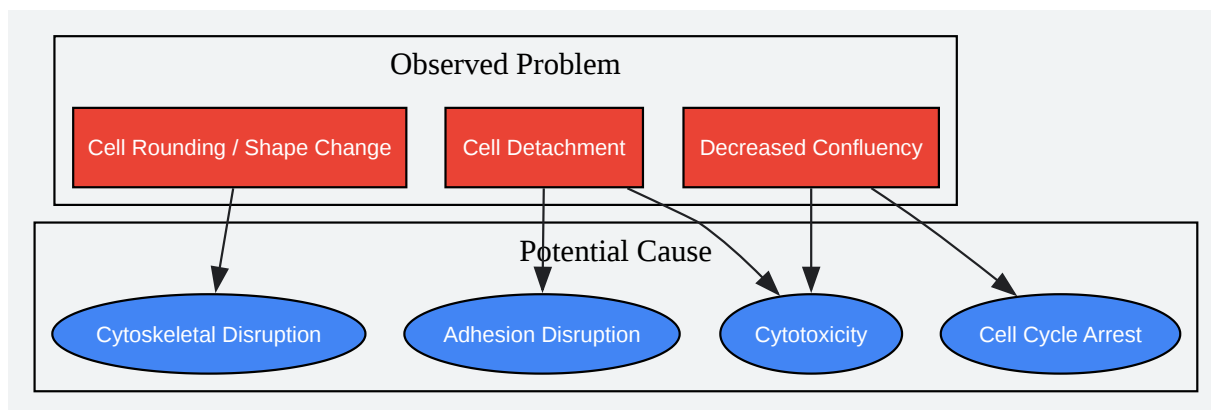 Observed Problem
Cell Rounding / Shape Change
Cell Detachment
Decreased Confluency
Potential Cause
Cytoskeletal Disruption
Adhesion Disruption
Cytotoxicity
Cell Cycle Arrest